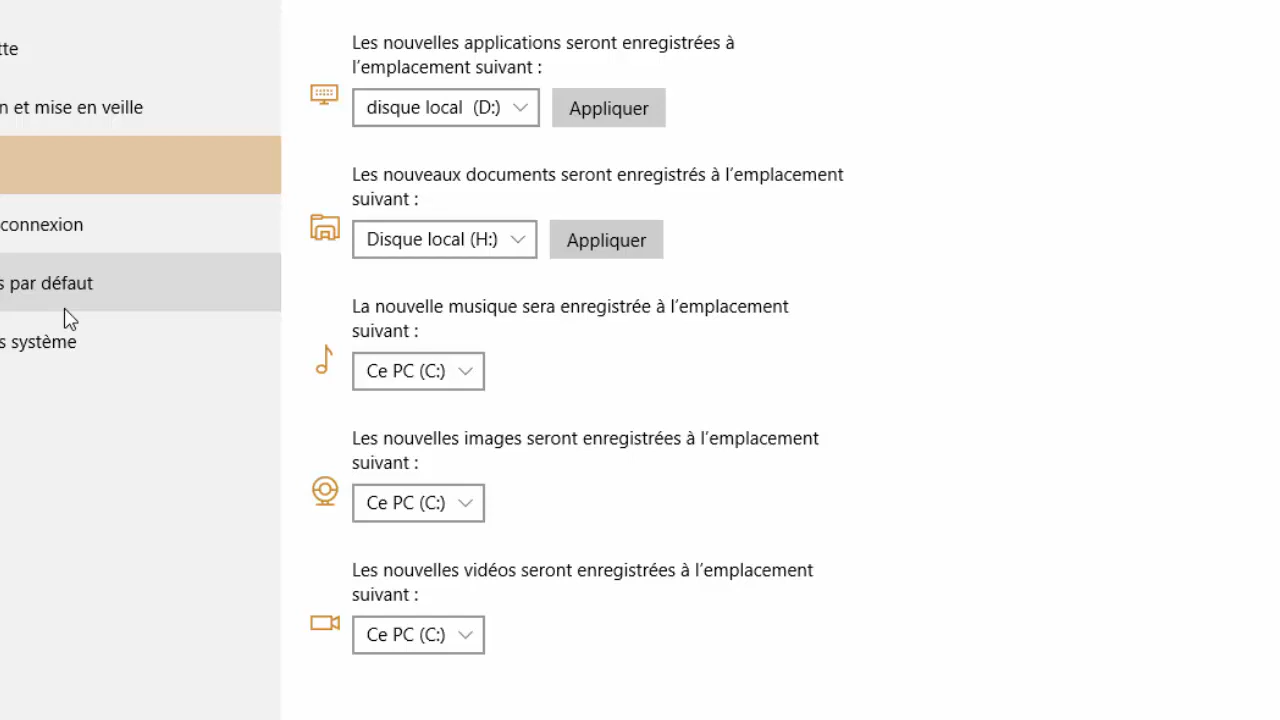 tte
n et mise en veille
connexion
s par défaut
s système
Les nouvelles applications seront enregistrées à
l'emplacement suivant :
disque local (D:)
Appliquer
Les nouveaux documents seront enregistrés à l'emplacement
suivant :
Disque local (H:)
Appliquer
La nouvelle musique sera enregistrée à l'emplacement
suivant :
Ce PC (C:)
Les nouvelles images seront enregistrées à l'emplacement
suivant :
Ce PC (C:)
Les nouvelles vidéos seront enregistrées à l'emplacement
suivant :
Ce PC (C:)